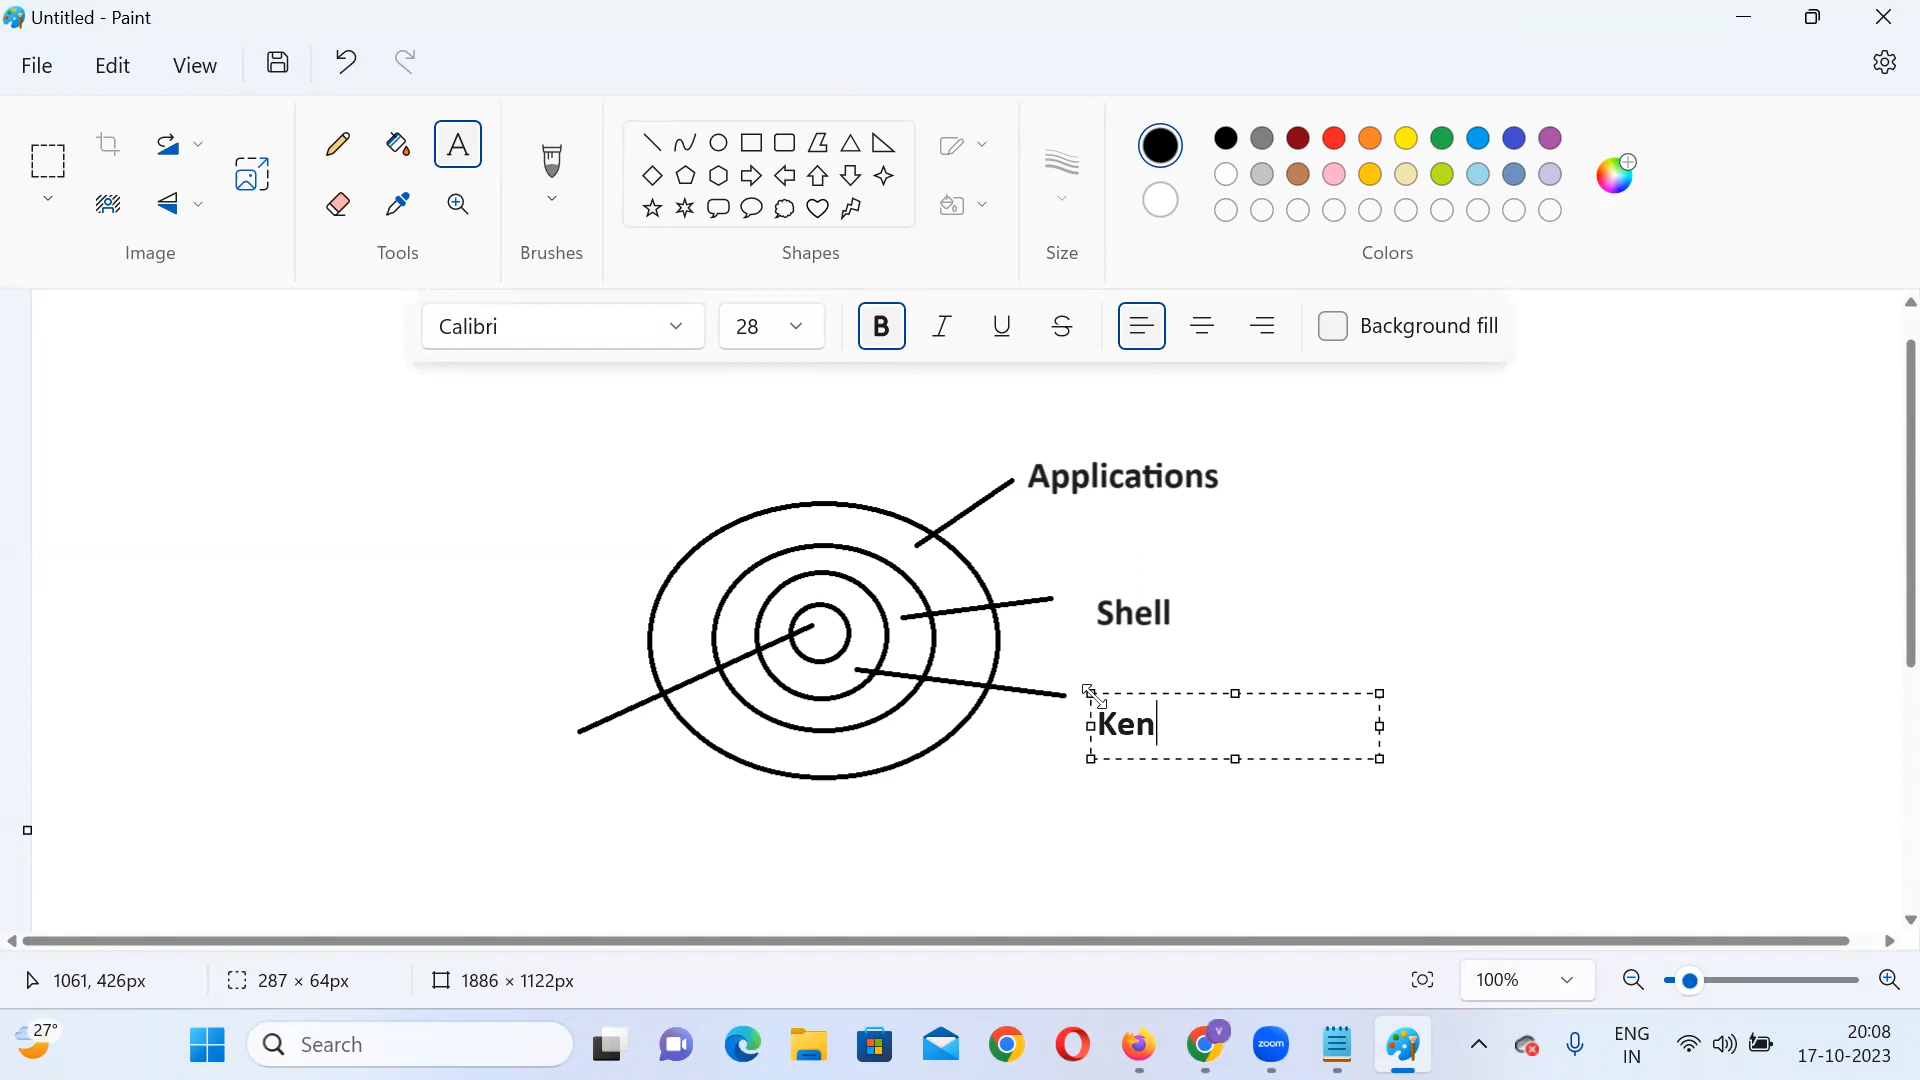 Untitled - Paint
File Edit View
Image Tools Brushes Shapes Size Colors
Calibri 28 B I U S Background fill
Applications
Shell
Ken
1061, 426px 287 × 64px 1886 × 1122px 100%
27° Search zoom V ENG IN 20:08 17-10-2023